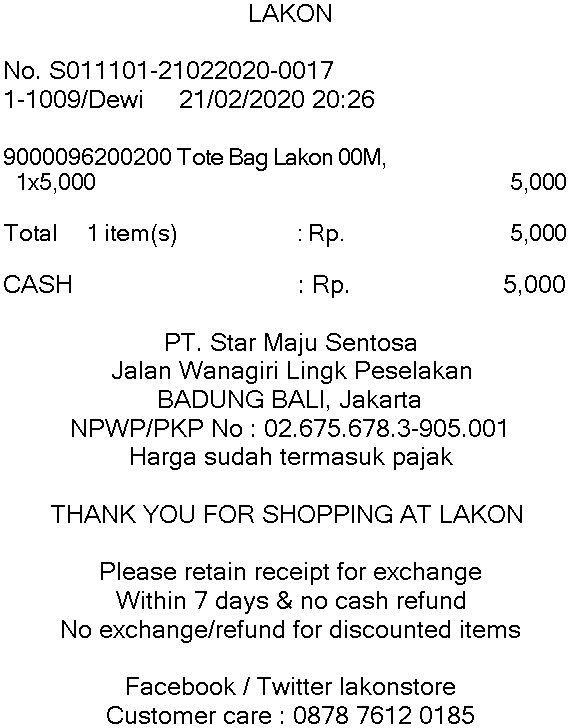 LAKON
No. S011101-21022020-0017
1-1009/Dewi 21/02/2020 20:26
9000096200200 Tote Bag Lakon 00M,
1x5,000 5,000
Total 1 item(s) : Rp. 5,000
CASH : Rp. 5,000
PT. Star Maju Sentosa
Jalan Wanagiri Lingk Peselakan
BADUNG BALI, Jakarta
NPWP/PKP No : 02.675.678.3-905.001
Harga sudah termasuk pajak
THANK YOU FOR SHOPPING AT LAKON
Please retain receipt for exchange
Within 7 days & no cash refund
No exchange/refund for discounted items
Facebook / Twitter lakonstore
Customer care : 0878 7612 0185